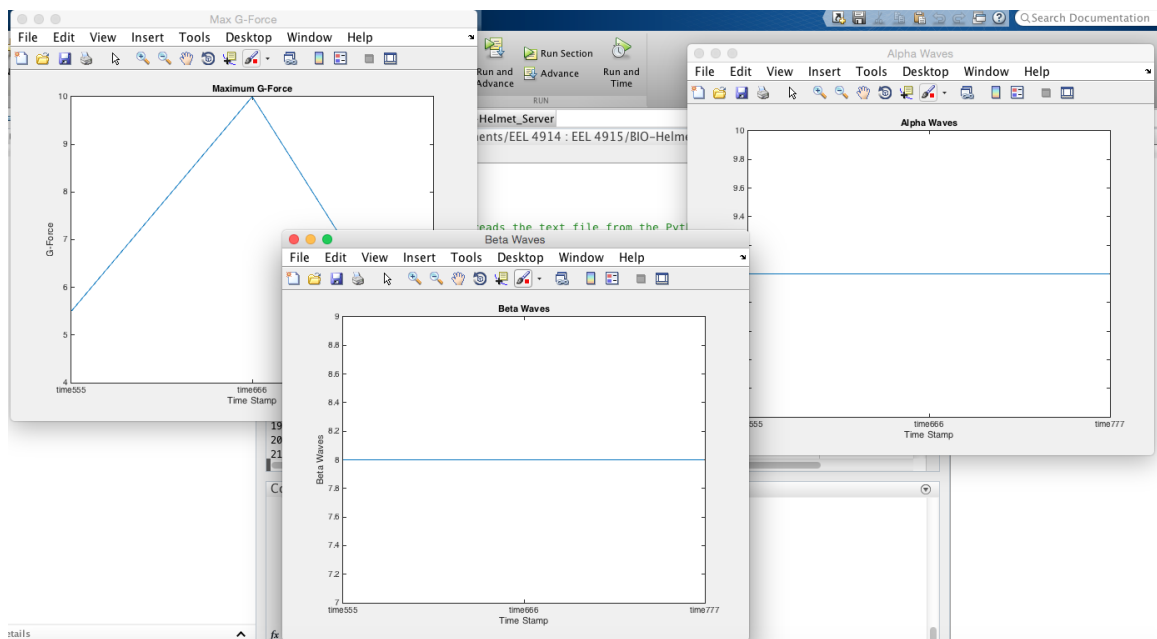 Max G-Force
File Edit View Insert Tools Desktop Window Help
Maximum G-Force
10
9
8
7
6
5
4
G-Force
time555 time666
Time Stamp
Search Documentation
Run and Advance
Run Section
Advance
Run and Time
RUN
Helmet_Server
ents/EEL 4914 : EEL 4915/BIO-Helme
eads the text file from the Pyt
Alpha Waves
File Edit View Insert Tools Desktop Window Help
Alpha Waves
10
9.8
9.6
9.4
555 time666 time777
Time Stamp
Beta Waves
File Edit View Insert Tools Desktop Window Help
Beta Waves
9
8.8
8.6
8.4
8.2
8
7.8
7.6
7.4
7.2
7
Beta Waves
time555 time666 time777
Time Stamp
19
20
21
Co
etails
fx